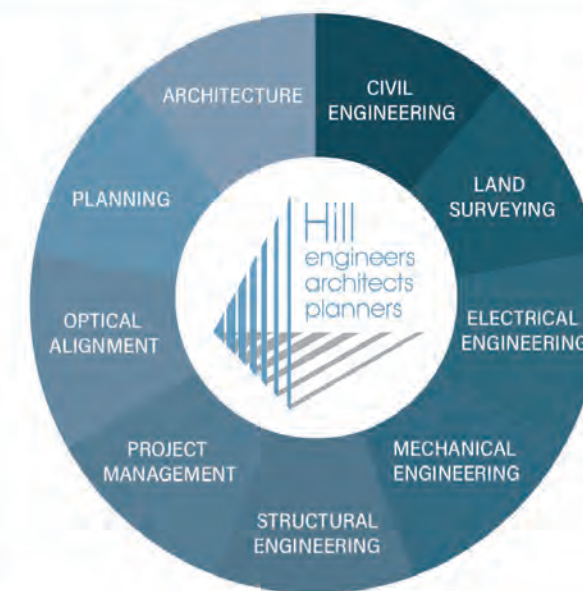 ARCHITECTURE
CIVIL
ENGINEERING
LAND
SURVEYING
ELECTRICAL
ENGINEERING
MECHANICAL
ENGINEERING
STRUCTURAL
ENGINEERING
PROJECT
MANAGEMENT
OPTICAL
ALIGNMENT
PLANNING
Hill
engineers
architects
planners